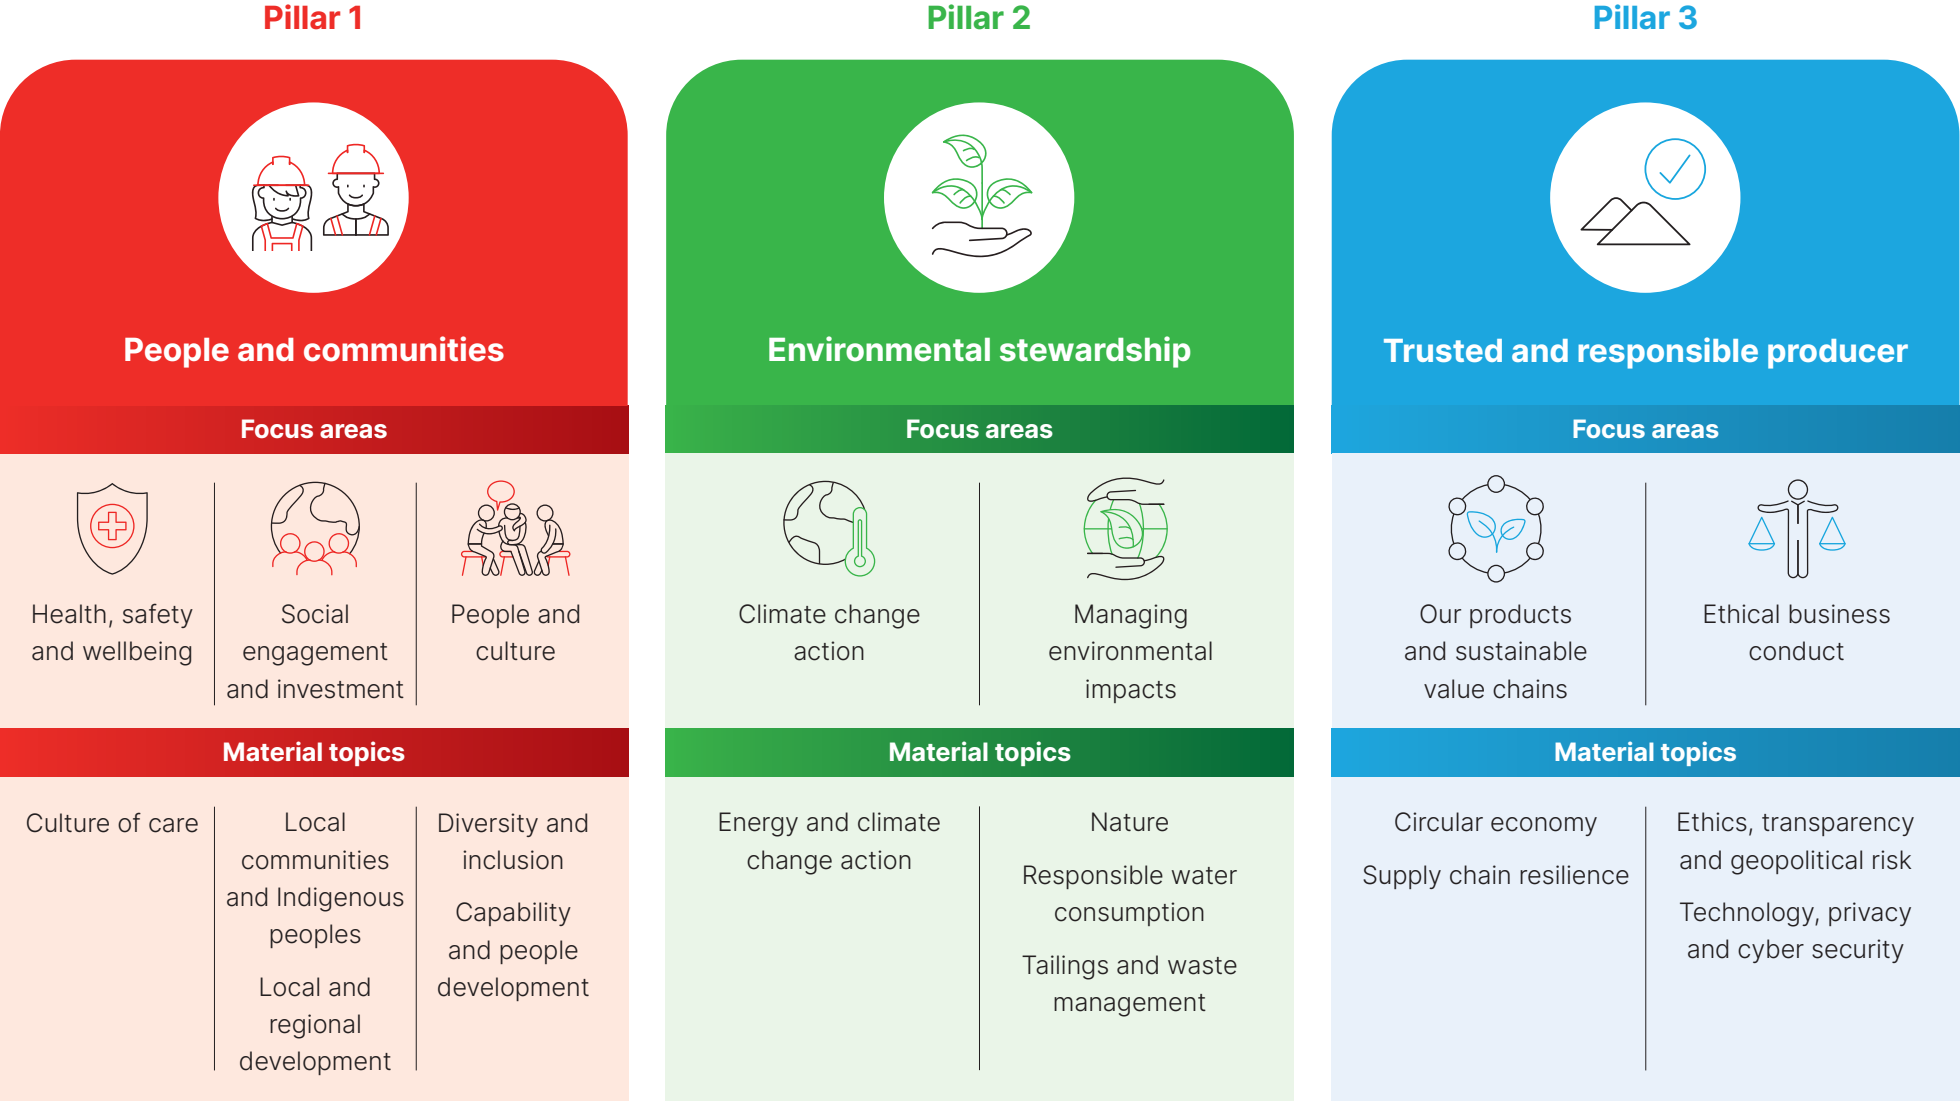 Pillar 1
People and communities
Focus areas
Health, safety
and wellbeing
Social
engagement
and investment
People and
culture
Material topics
Culture of care
Local
communities
and Indigenous
peoples
Local and
regional
development
Diversity and
inclusion
Capability
and people
development
Pillar 2
Environmental stewardship
Focus areas
Climate change
action
Managing
environmental
impacts
Material topics
Energy and climate
change action
Nature
Responsible water
consumption
Tailings and waste
management
Pillar 3
Trusted and responsible producer
Focus areas
Our products
and sustainable
value chains
Ethical business
conduct
Material topics
Circular economy
Supply chain resilience
Ethics, transparency
and geopolitical risk
Technology, privacy
and cyber security